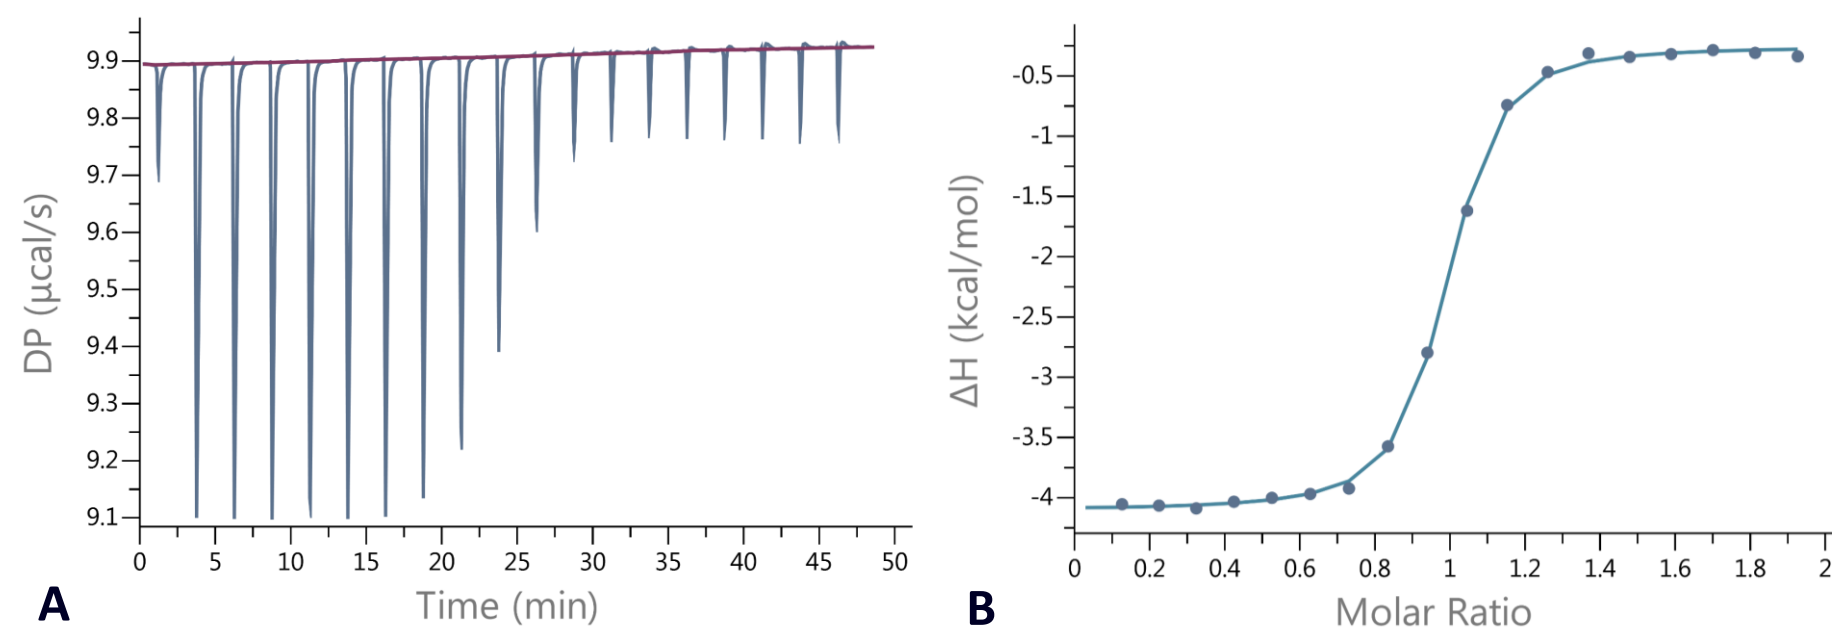 9.9
9.8
9.7
9.6
9.5
9.4
9.3
9.2
9.1
DP (µcal/s)
0 5 10 15 20 25 30 35 40 45 50
Time (min)
A
-0.5
-1
-1.5
-2
-2.5
-3
-3.5
-4
ΔH (kcal/mol)
0 0.2 0.4 0.6 0.8 1 1.2 1.4 1.6 1.8 2
Molar Ratio
B